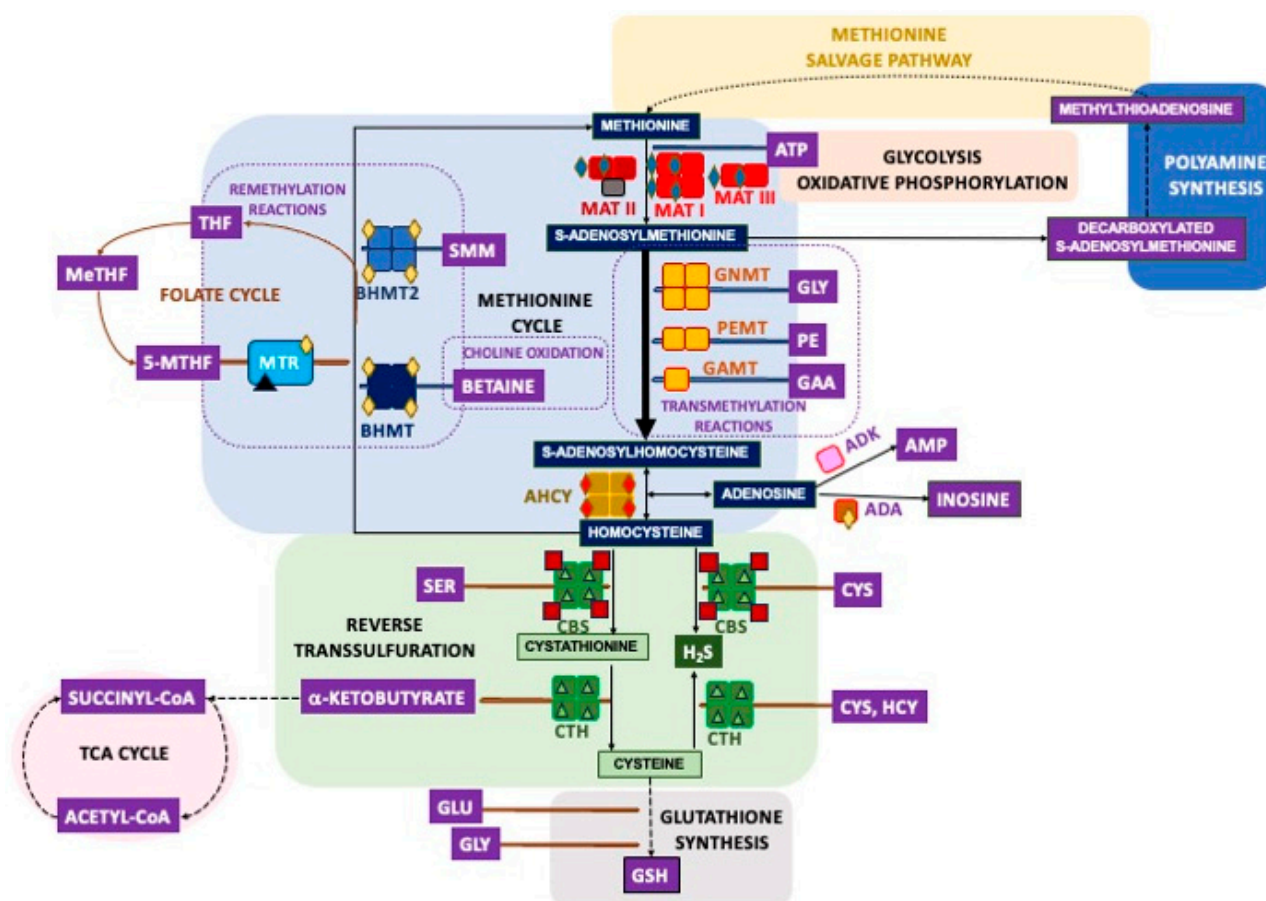 METHIONINE
SALVAGE PATHWAY
METHYLTHIOADENOSINE
METHIONINE
ATP
GLYCOLYSIS
OXIDATIVE PHOSPHORYLATION
POLYAMINE
SYNTHESIS
MAT II
MAT I
MAT III
REMETHYLATION
REACTIONS
THF
SMM
S-ADENOSYLMETHIONINE
DECARBOXYLATED
S-ADENOSYLMETHIONINE
MeTHF
FOLATE CYCLE
BHMT2
METHIONINE
CYCLE
GNMT
GLY
PEMT
PE
5-MTHF
MTR
CHOLINE OXIDATION
BETAINE
GAMT
GAA
BHMT
TRANSMETHYLATION
REACTIONS
S-ADENOSYLHOMOCYSTEINE
ADK
AMP
AHCY
ADENOSINE
ADA
INOSINE
HOMOCYSTEINE
SER
CBS
CBS
CYS
REVERSE
TRANSSULFURATION
CYSTATHIONINE
H₂S
SUCCINYL-CoA
α-KETOBUTYRATE
CTH
CTH
CYS, HCY
TCA CYCLE
CYSTEINE
ACETYL-CoA
GLU
GLY
GLUTATHIONE
SYNTHESIS
GSH